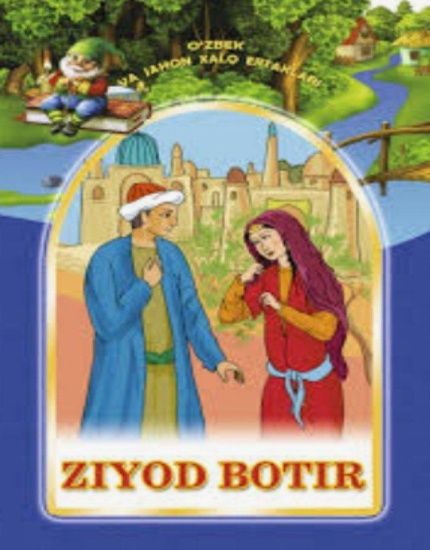 O'ZBEK
VA JAHON XALQ ERTAKLARI
ZIYOD BOTIR